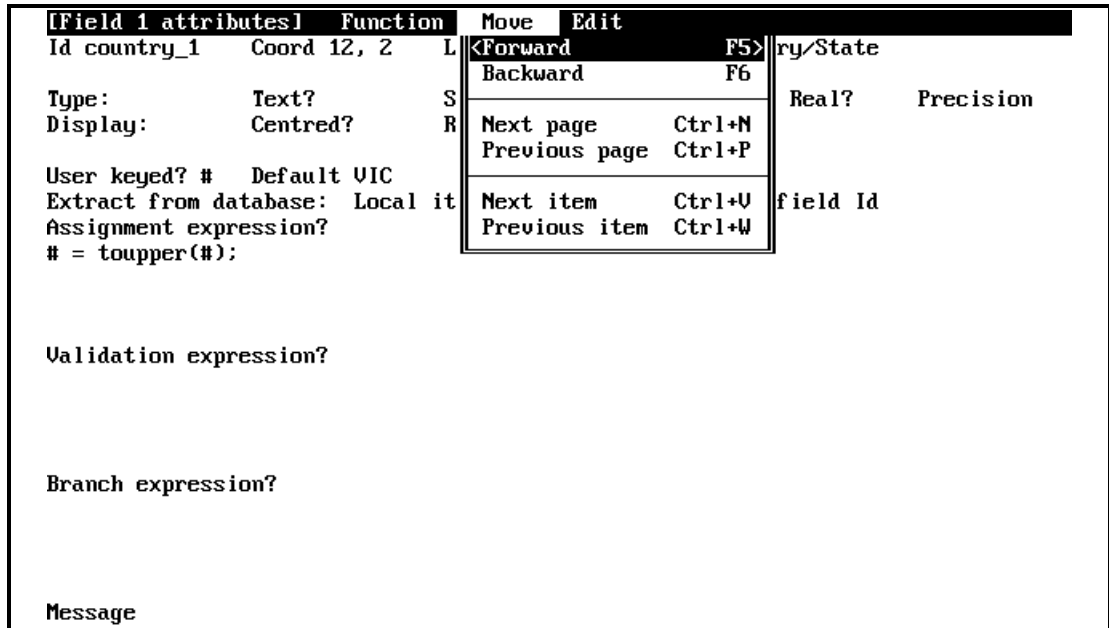 [Field 1 attributes] Function Move Edit
Id country_1 Coord 12, 2 L <Forward F5> ry/State
Backward F6
Type: Text? S Real? Precision
Display: Centred? R Next page Ctrl+N
Previous page Ctrl+P
User keyed? # Default VIC
Extract from database: Local it Next item Ctrl+V field Id
Assignment expression? Previous item Ctrl+W
# = toupper(#);
Validation expression?
Branch expression?
Message